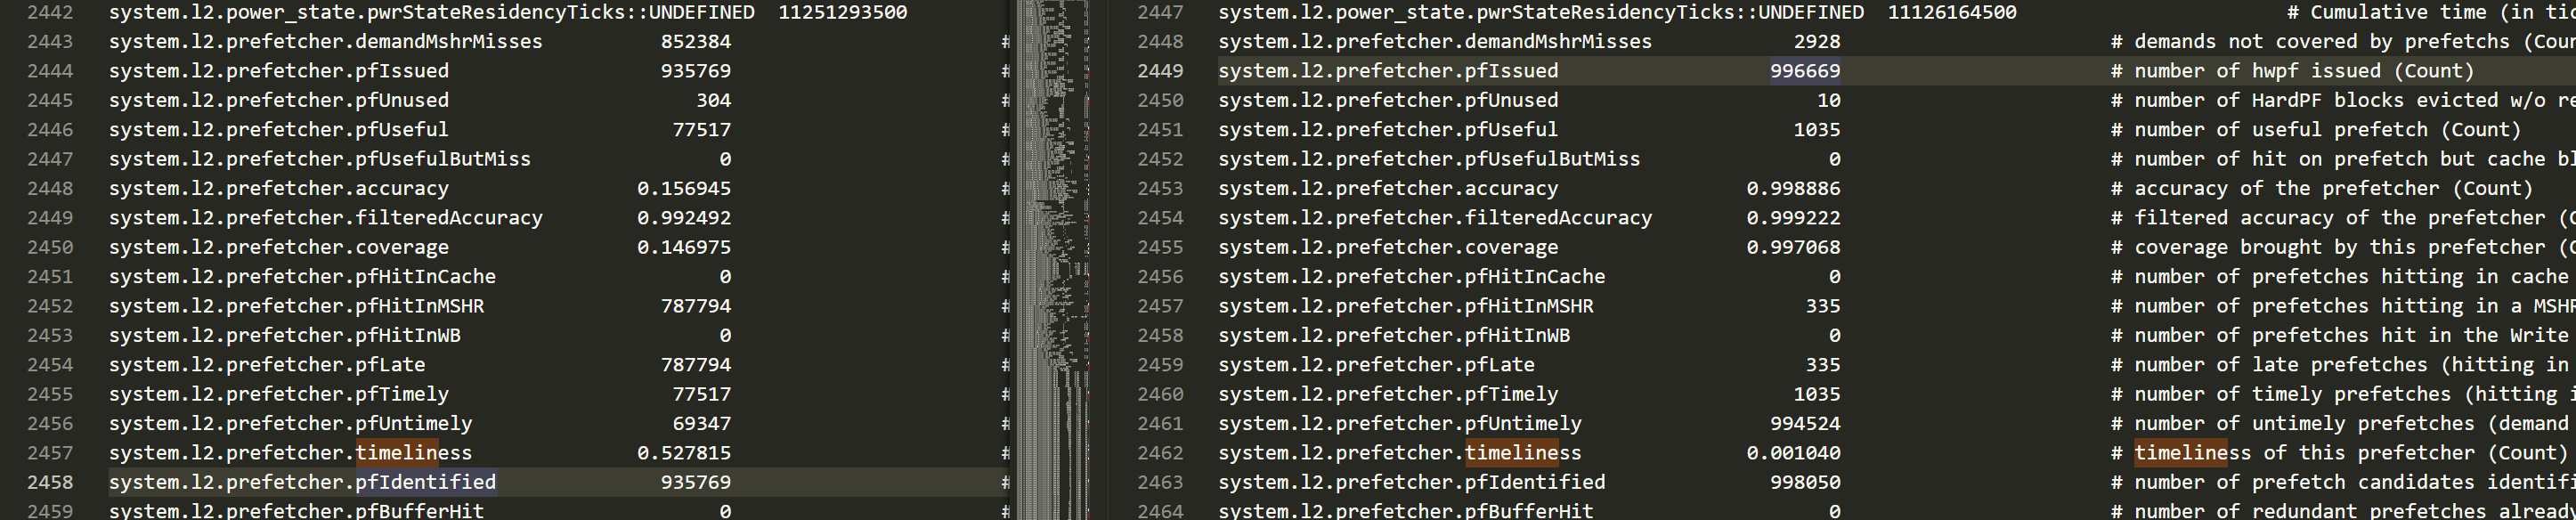 2442 system.l2.power_state.pwrStateResidencyTicks::UNDEFINED 11251293500
2443 system.l2.prefetcher.demandMshrMisses 852384 #
2444 system.l2.prefetcher.pfIssued 935769 #
2445 system.l2.prefetcher.pfUnused 304 #
2446 system.l2.prefetcher.pfUseful 77517 #
2447 system.l2.prefetcher.pfUsefulButMiss 0 #
2448 system.l2.prefetcher.accuracy 0.156945 #
2449 system.l2.prefetcher.filteredAccuracy 0.992492 #
2450 system.l2.prefetcher.coverage 0.146975 #
2451 system.l2.prefetcher.pfHitInCache 0 #
2452 system.l2.prefetcher.pfHitInMSHR 787794 #
2453 system.l2.prefetcher.pfHitInWB 0 #
2454 system.l2.prefetcher.pfLate 787794 #
2455 system.l2.prefetcher.pfTimely 77517 #
2456 system.l2.prefetcher.pfUntimely 69347 #
2457 system.l2.prefetcher.timeliness 0.527815 #
2458 system.l2.prefetcher.pfIdentified 935769 #
2459 system.l2.prefetcher.pfBufferHit 0 #
2447 system.l2.power_state.pwrStateResidencyTicks::UNDEFINED 11126164500 # Cumulative time (in tic
2448 system.l2.prefetcher.demandMshrMisses 2928 # demands not covered by prefetchs (Coun
2449 system.l2.prefetcher.pfIssued 996669 # number of hwpf issued (Count)
2450 system.l2.prefetcher.pfUnused 10 # number of HardPF blocks evicted w/o re
2451 system.l2.prefetcher.pfUseful 1035 # number of useful prefetch (Count)
2452 system.l2.prefetcher.pfUsefulButMiss 0 # number of hit on prefetch but cache bl
2453 system.l2.prefetcher.accuracy 0.998886 # accuracy of the prefetcher (Count)
2454 system.l2.prefetcher.filteredAccuracy 0.999222 # filtered accuracy of the prefetcher (C
2455 system.l2.prefetcher.coverage 0.997068 # coverage brought by this prefetcher (C
2456 system.l2.prefetcher.pfHitInCache 0 # number of prefetches hitting in cache
2457 system.l2.prefetcher.pfHitInMSHR 335 # number of prefetches hitting in a MSHR
2458 system.l2.prefetcher.pfHitInWB 0 # number of prefetches hit in the Write
2459 system.l2.prefetcher.pfLate 335 # number of late prefetches (hitting in
2460 system.l2.prefetcher.pfTimely 1035 # number of timely prefetches (hitting i
2461 system.l2.prefetcher.pfUntimely 994524 # number of untimely prefetches (demand
2462 system.l2.prefetcher.timeliness 0.001040 # timeliness of this prefetcher (Count)
2463 system.l2.prefetcher.pfIdentified 998050 # number of prefetch candidates identifi
2464 system.l2.prefetcher.pfBufferHit 0 # number of redundant prefetches already